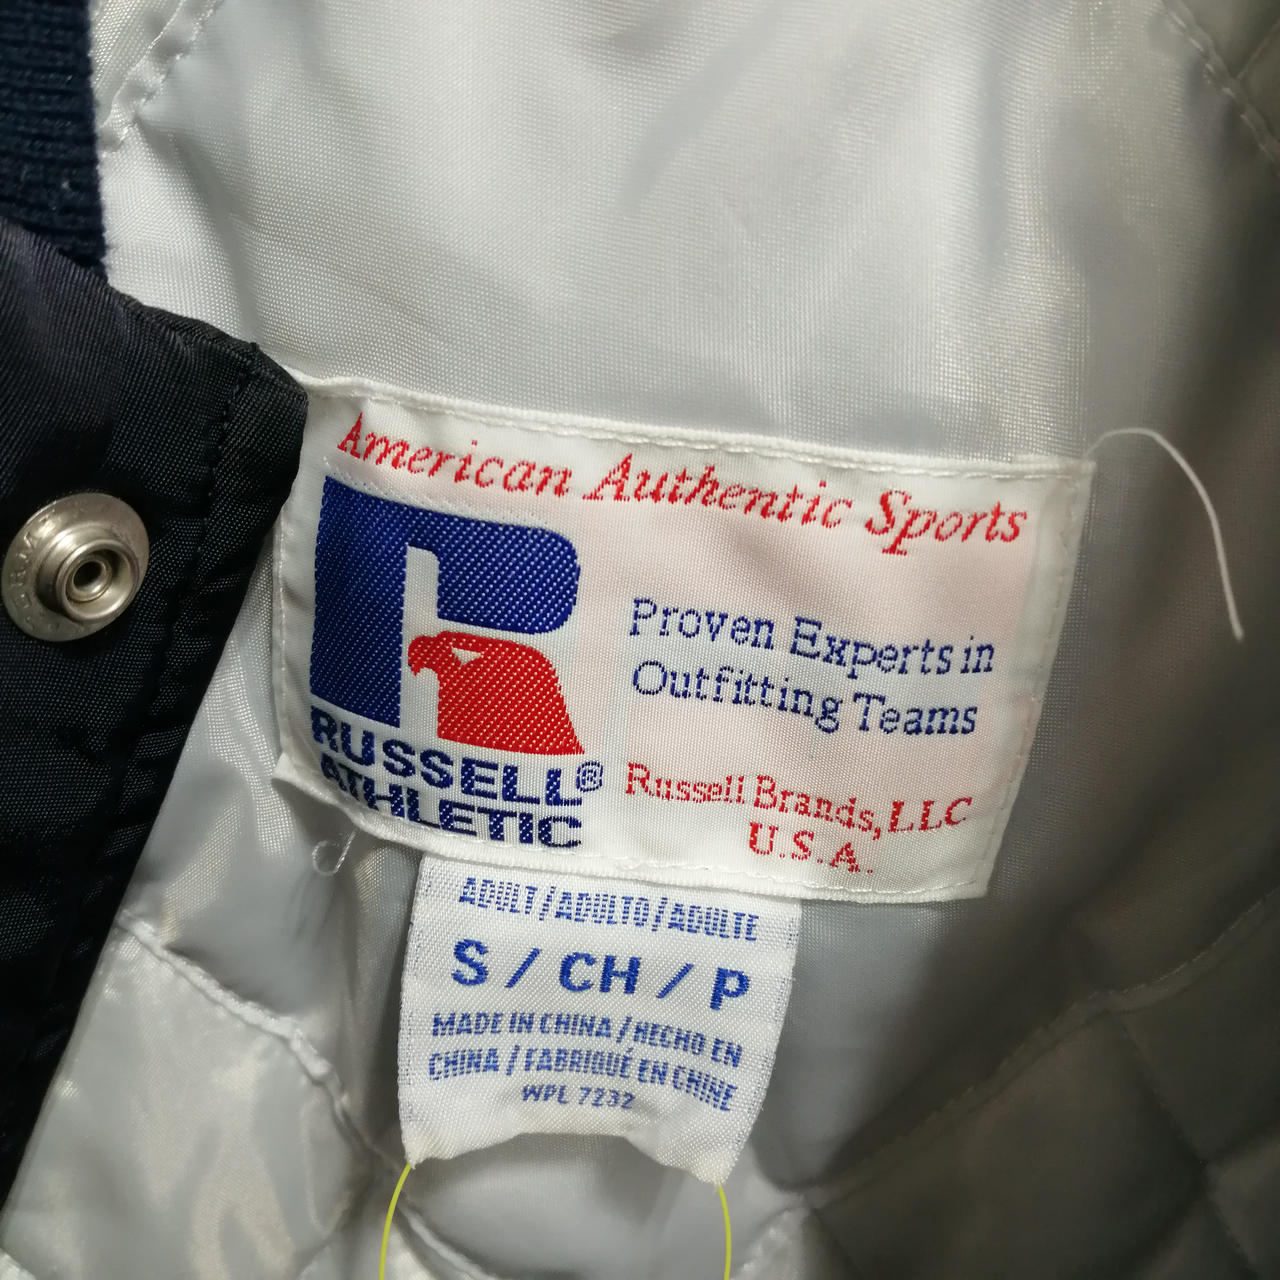 American Authentic Sports
Proven Experts in
Outfitting Teams
RUSSELL®
ATHLETIC
Russell Brands, LLC
U.S.A.
ADULT / ADULTO / ADULTE
S / CH / P
MADE IN CHINA / HECHO EN
CHINA / FABRIQUÉ EN CHINE
WPL 7232